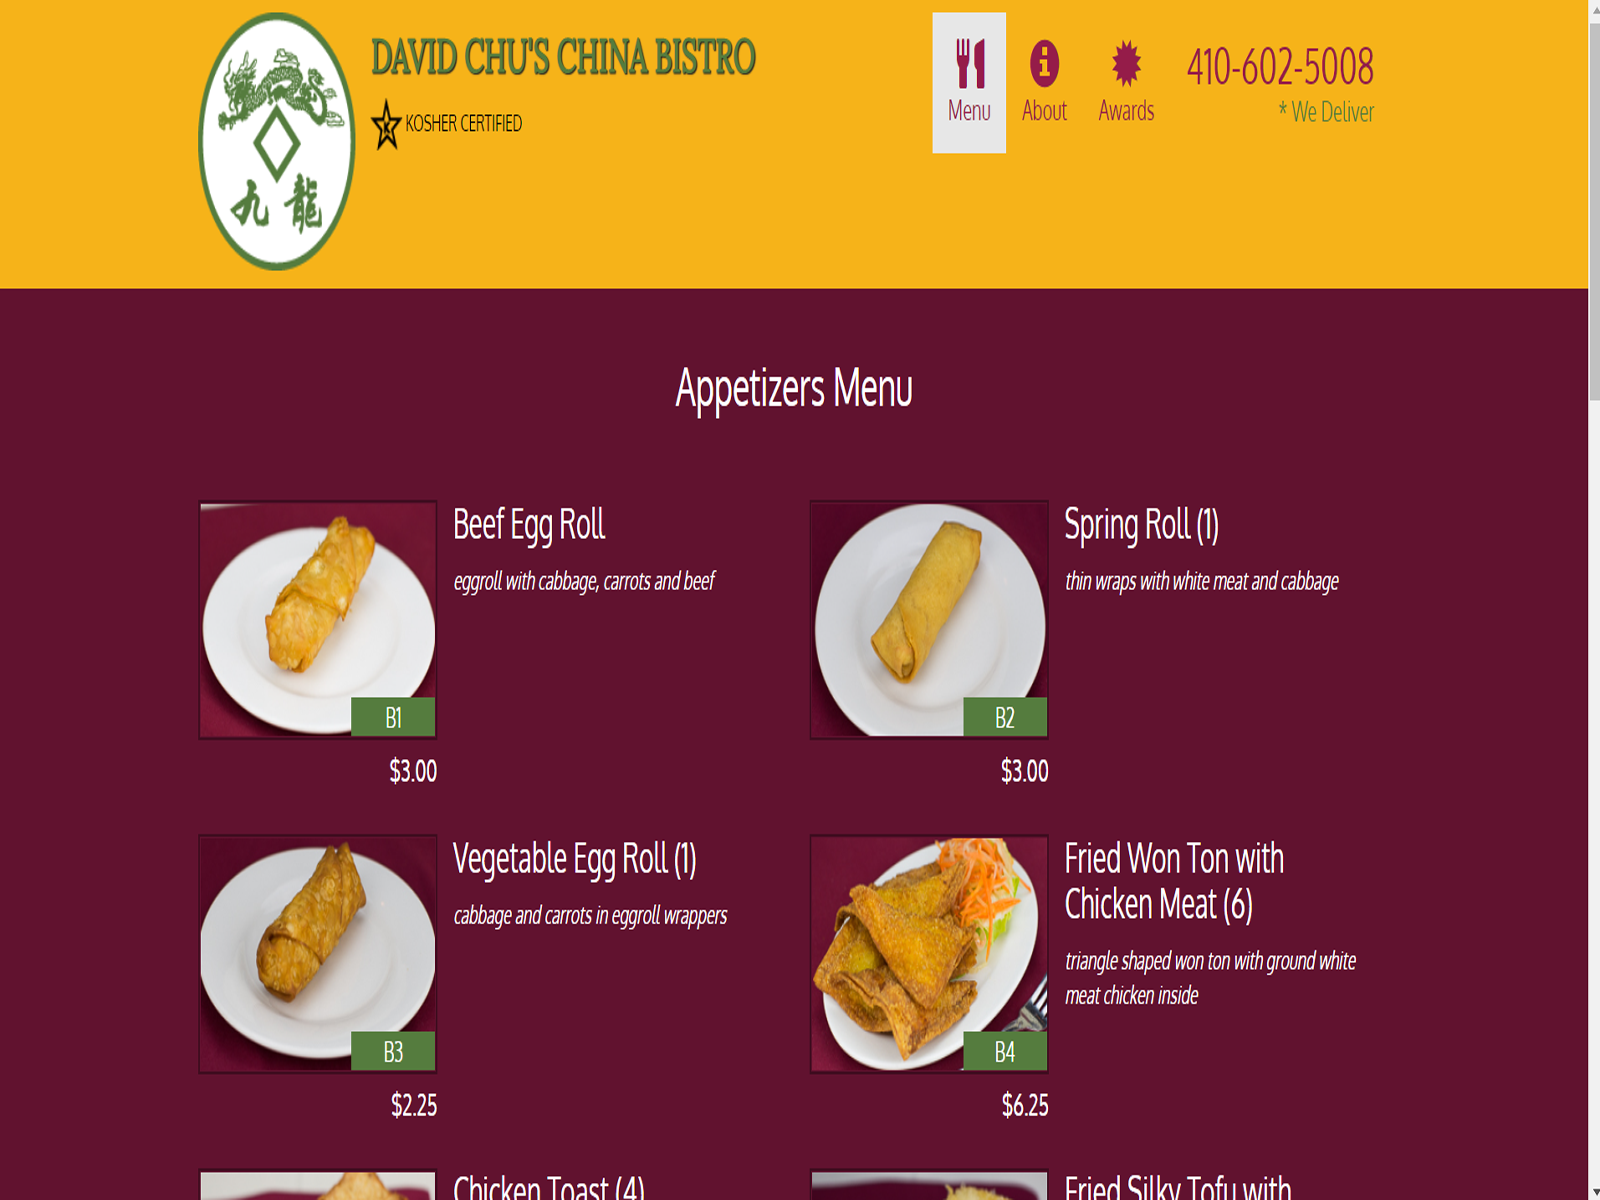 DAVID CHU'S CHINA BISTRO
KOSHER CERTIFIED
K
九龍
Menu
About
Awards
410-602-5008
* We Deliver
Appetizers Menu
Beef Egg Roll
eggroll with cabbage, carrots and beef
B1
$3.00
Spring Roll (1)
thin wraps with white meat and cabbage
B2
$3.00
Vegetable Egg Roll (1)
cabbage and carrots in eggroll wrappers
B3
$2.25
Fried Won Ton with
Chicken Meat (6)
triangle shaped won ton with ground white
meat chicken inside
B4
$6.25
Chicken Toast (4)
Fried Silky Tofu with